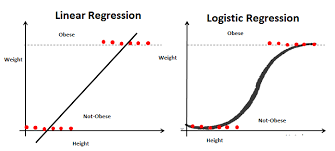 Linear Regression
Obese
Weight
Not-Obese
Height
Logistic Regression
Obese
Weight
Not-Obese
Height